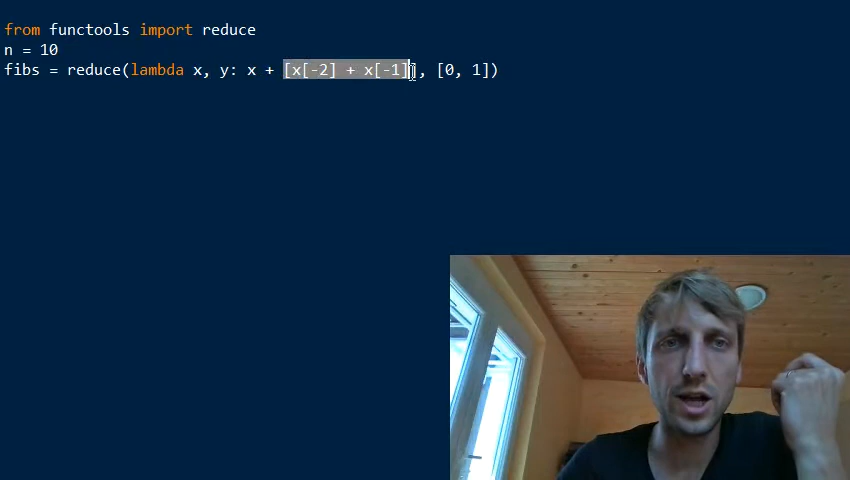 from functools import reduce
n = 10
fibs = reduce(lambda x, y: x + [x[-2] + x[-1]], [0, 1])